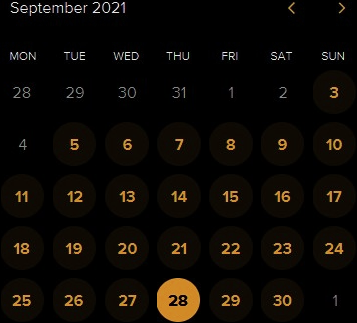 September 2021
MON TUE WED THU FRI SAT SUN
28 29 30 31 1 2 3
4 5 6 7 8 9 10
11 12 13 14 15 16 17
18 19 20 21 22 23 24
25 26 27 28 29 30 1